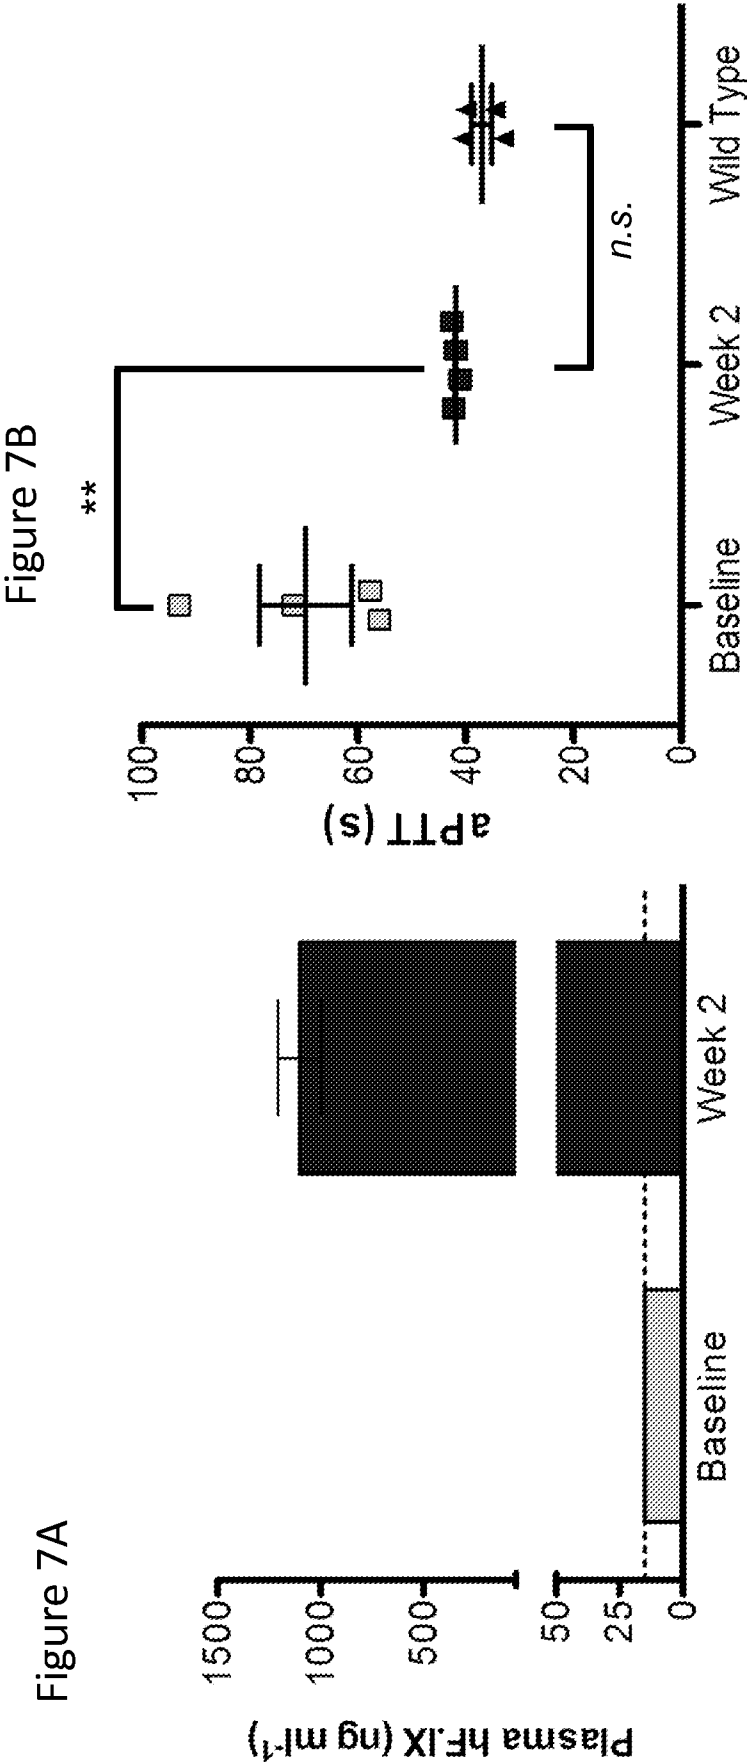 Figure 7A
Plasma hF.IX (ng ml-1)
1500
1000
500
50
25
0
Baseline
Week 2
Figure 7B
aPTT (s)
100
80
60
40
20
0
**
n.s.
Baseline
Week 2
Wild Type